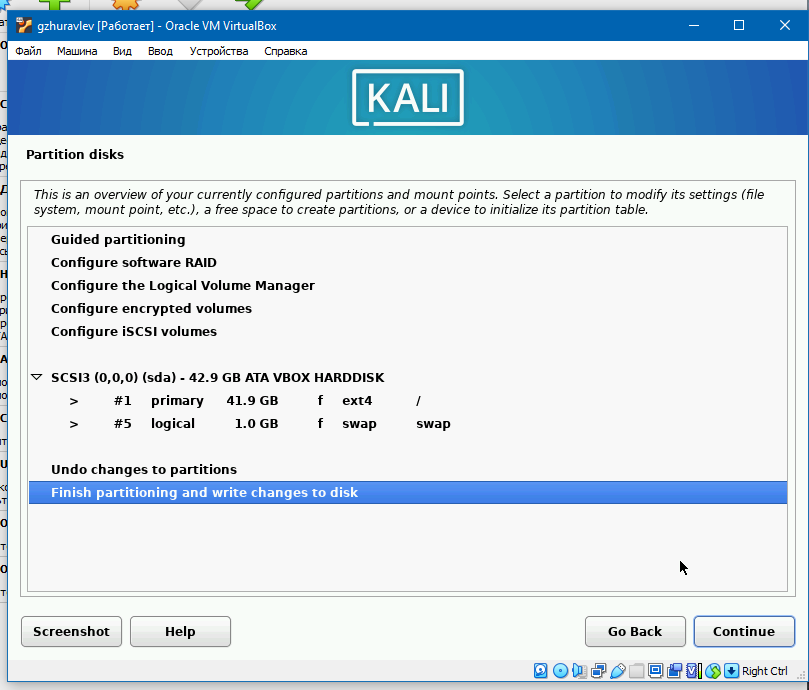 gzhuravlev [Работает] - Oracle VM VirtualBox
Файл Машина Вид Ввод Устройства Справка
KALI
Partition disks
This is an overview of your currently configured partitions and mount points. Select a partition to modify its settings (file
system, mount point, etc.), a free space to create partitions, or a device to initialize its partition table.
Guided partitioning
Configure software RAID
Configure the Logical Volume Manager
Configure encrypted volumes
Configure iSCSI volumes
SCSI3 (0,0,0) (sda) - 42.9 GB ATA VBOX HARDDISK
> #1 primary 41.9 GB f ext4 /
> #5 logical 1.0 GB f swap swap
Undo changes to partitions
Finish partitioning and write changes to disk
Screenshot Help Go Back Continue
Right Ctrl